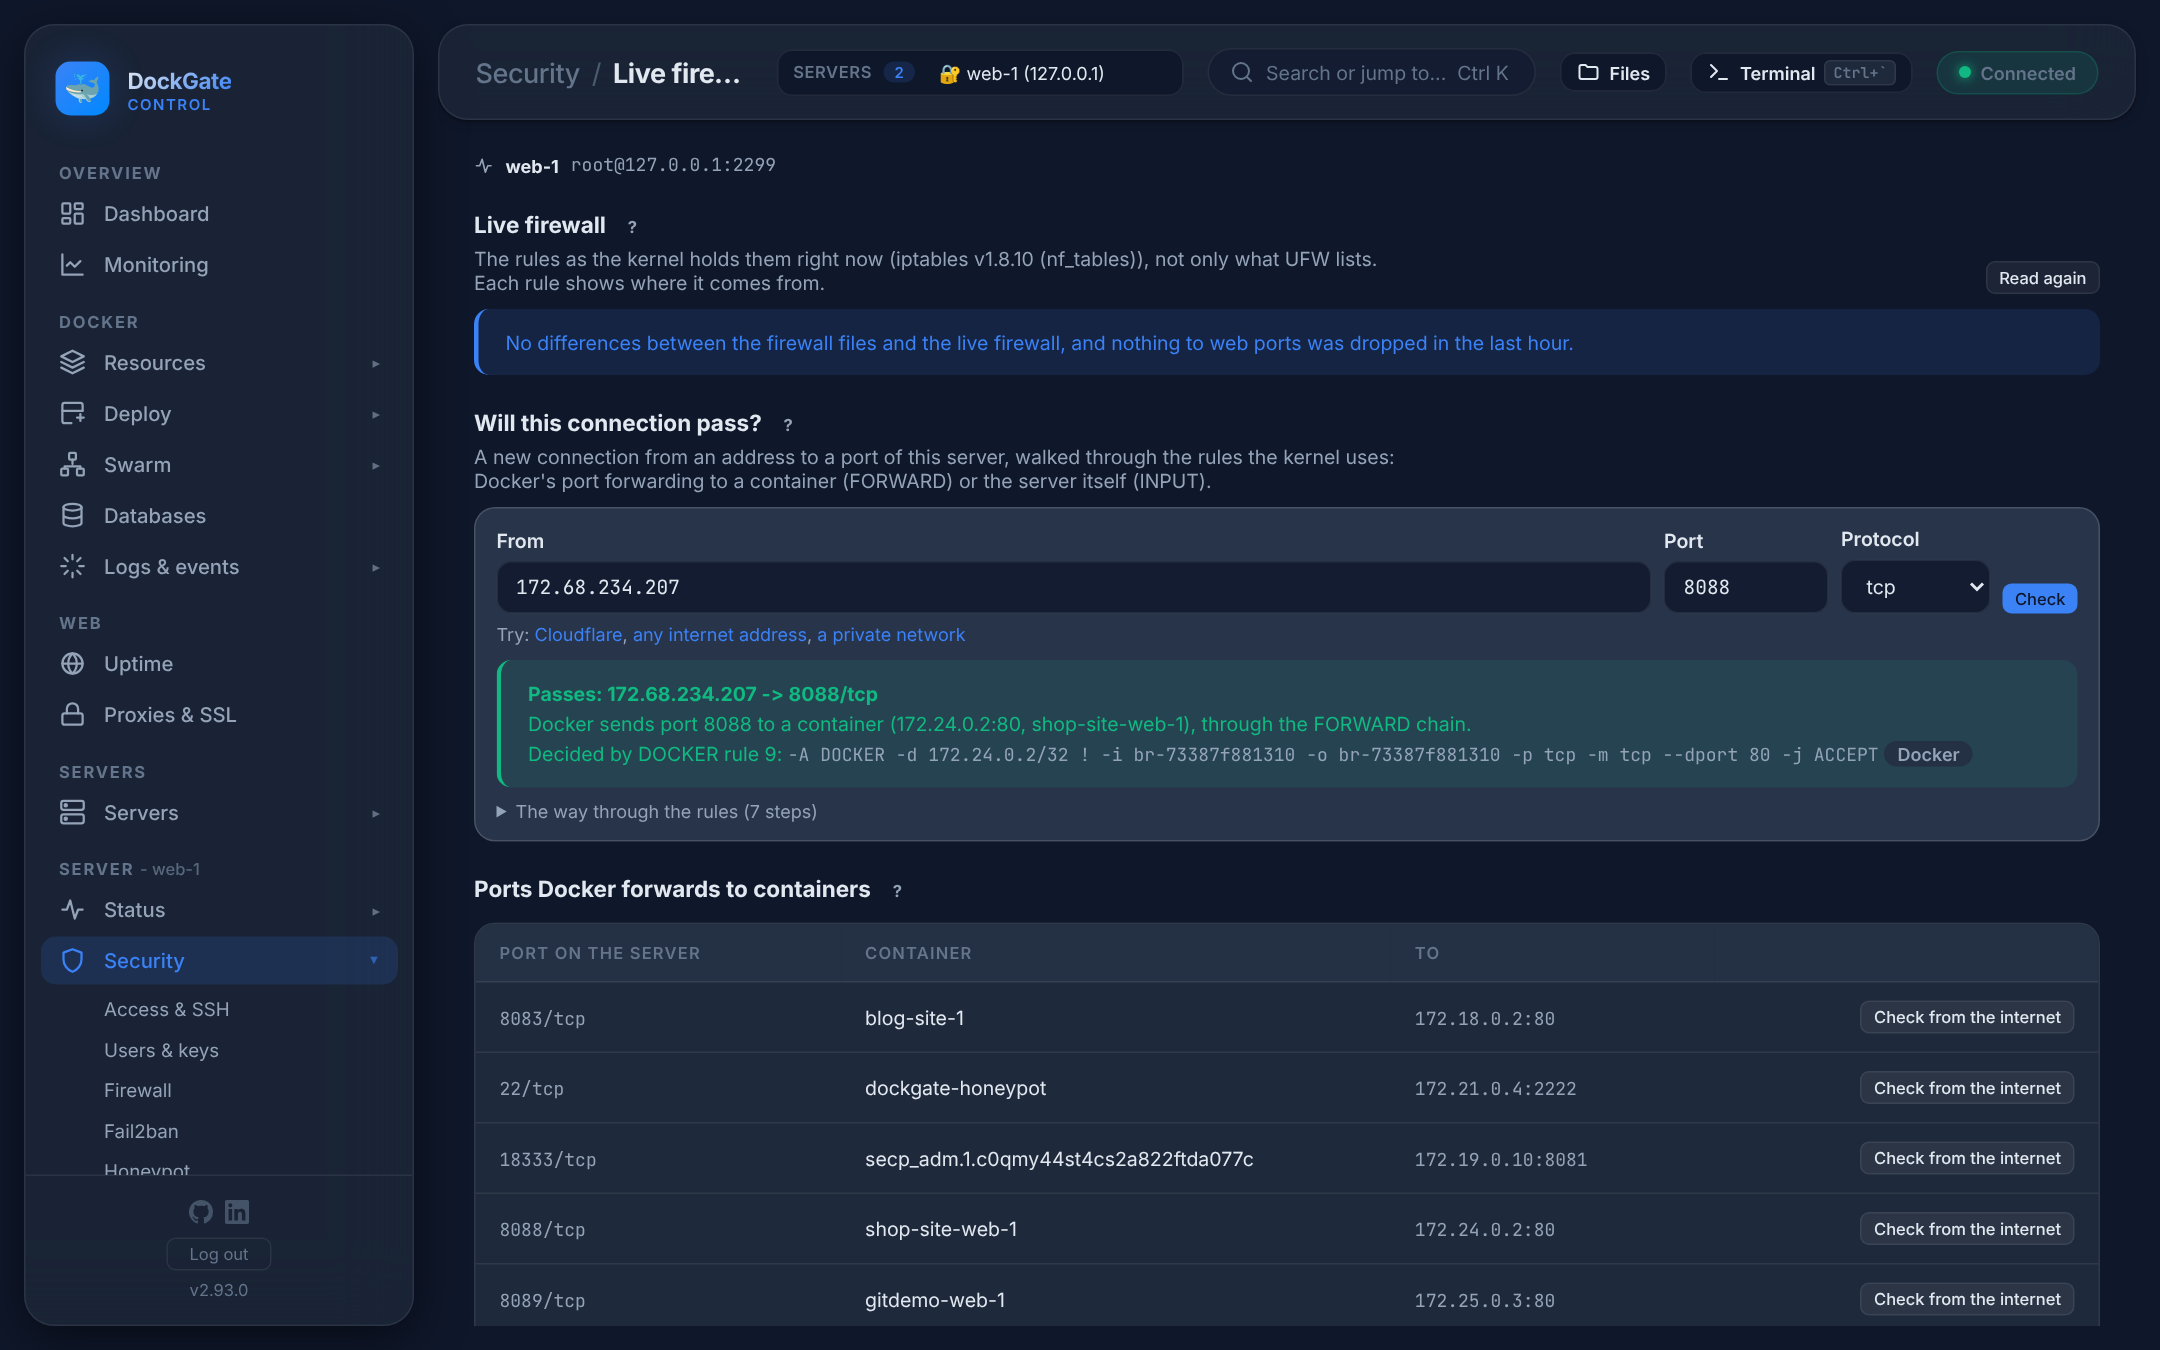 DockGate
CONTROL
OVERVIEW
Dashboard
Monitoring
DOCKER
Resources
Deploy
Swarm
Databases
Logs & events
WEB
Uptime
Proxies & SSL
SERVERS
Servers
SERVER - web-1
Status
Security
Access & SSH
Users & keys
Firewall
Fail2ban
Honeypot
Log out
v2.93.0
Security / Live fire...
SERVERS 2 web-1 (127.0.0.1)
Search or jump to... Ctrl K
Files
Terminal Ctrl+`
Connected
web-1 root@127.0.0.1:2299
Live firewall ?
The rules as the kernel holds them right now (iptables v1.8.10 (nf_tables)), not only what UFW lists.
Each rule shows where it comes from.
Read again
No differences between the firewall files and the live firewall, and nothing to web ports was dropped in the last hour.
Will this connection pass? ?
A new connection from an address to a port of this server, walked through the rules the kernel uses:
Docker's port forwarding to a container (FORWARD) or the server itself (INPUT).
From Port Protocol
172.68.234.207 8088 tcp Check
Try: Cloudflare, any internet address, a private network
Passes: 172.68.234.207 -> 8088/tcp
Docker sends port 8088 to a container (172.24.0.2:80, shop-site-web-1), through the FORWARD chain.
Decided by DOCKER rule 9: -A DOCKER -d 172.24.0.2/32 ! -i br-73387f881310 -o br-73387f881310 -p tcp -m tcp --dport 80 -j ACCEPT Docker
The way through the rules (7 steps)
Ports Docker forwards to containers ?
PORT ON THE SERVER CONTAINER TO
8083/tcp blog-site-1 172.18.0.2:80 Check from the internet
22/tcp dockgate-honeypot 172.21.0.4:2222 Check from the internet
18333/tcp secp_adm.1.c0qmy44st4cs2a822ftda077c 172.19.0.10:8081 Check from the internet
8088/tcp shop-site-web-1 172.24.0.2:80 Check from the internet
8089/tcp gitdemo-web-1 172.25.0.3:80 Check from the internet